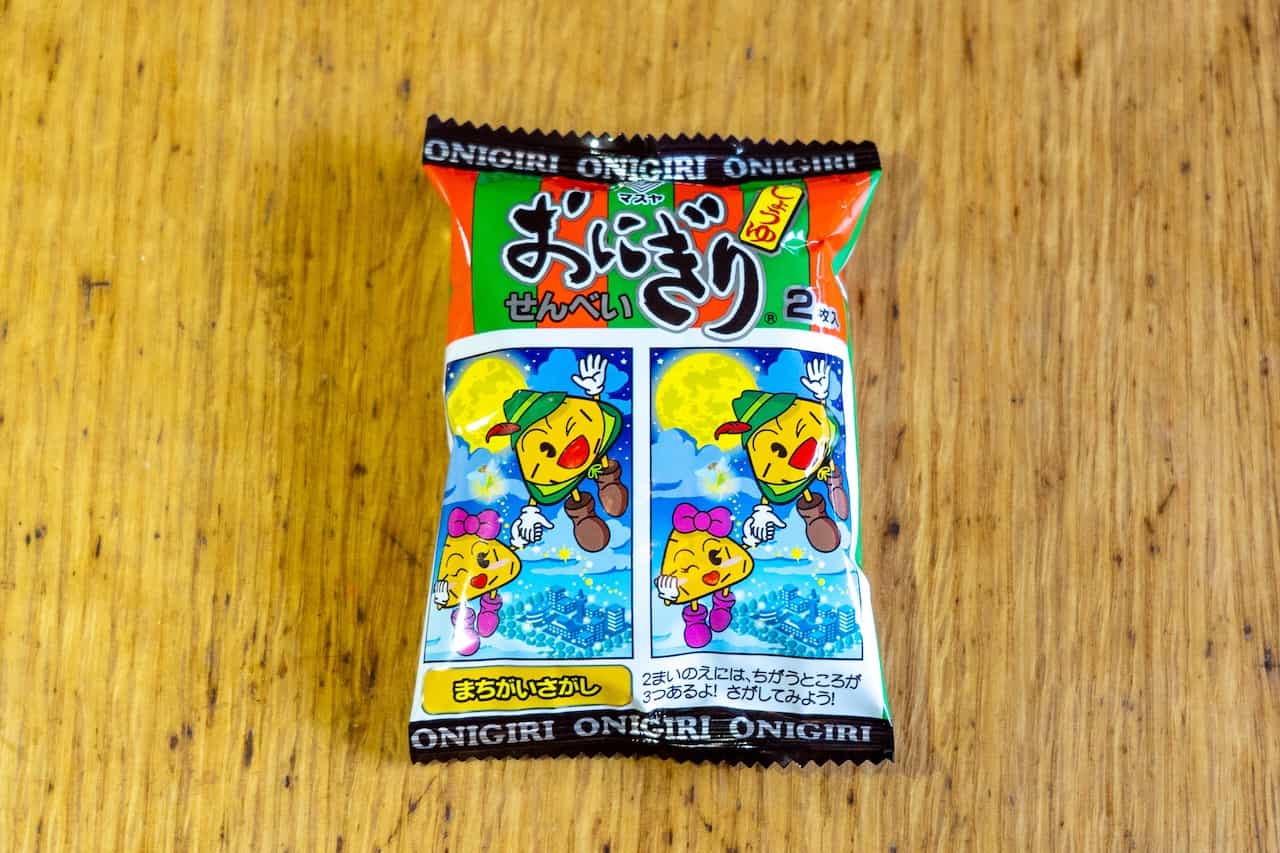 ONIGIRI ONIGIRI ONIGIRI
マスヤ
しょうゆ
おにぎり
せんべい
® 2枚入
まちがいさがし
2まいのえには、ちがうところが
3つあるよ! さがしてみよう!
ONIGIRI ONIGIRI ONIGIRI